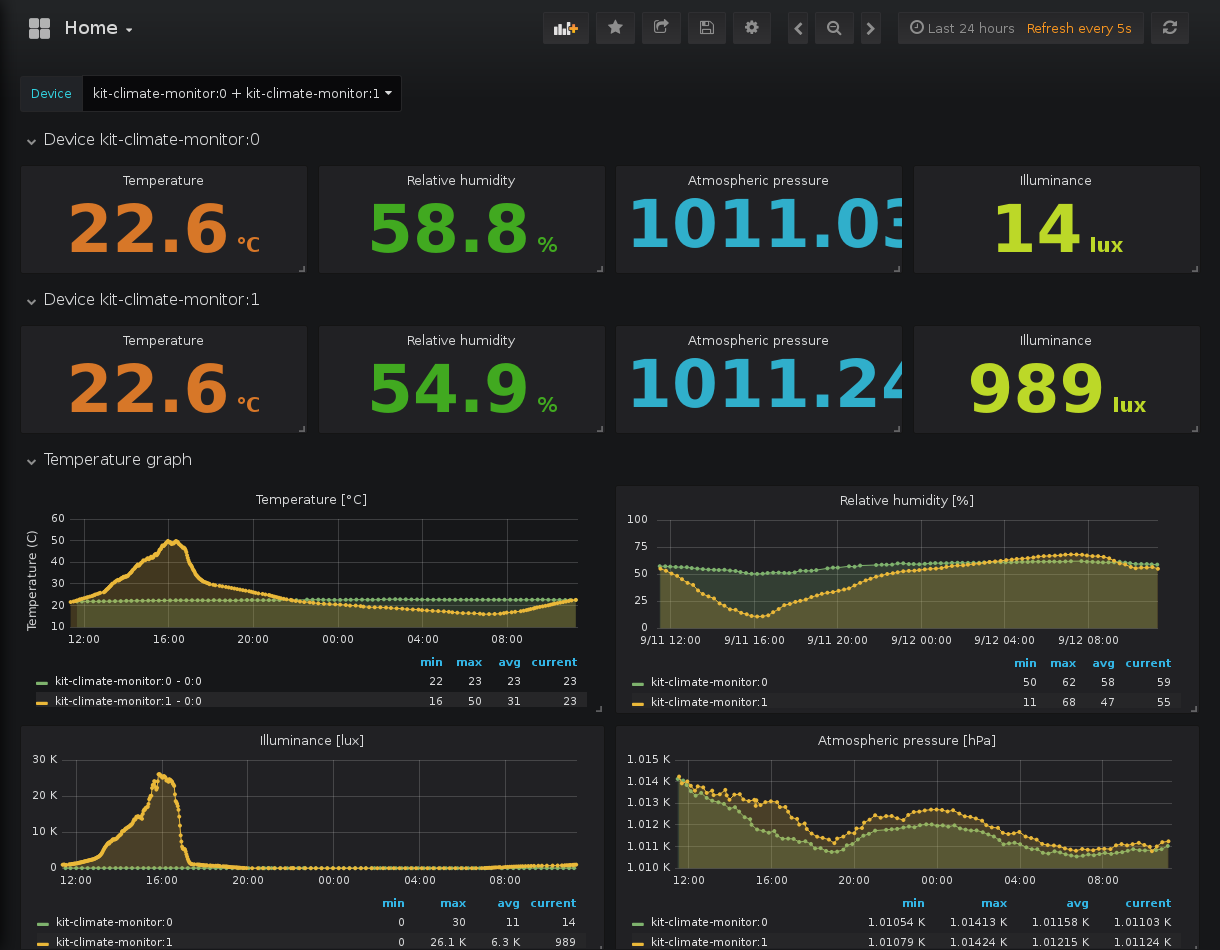 Home
Last 24 hours Refresh every 5s
Device kit-climate-monitor:0 + kit-climate-monitor:1
Device kit-climate-monitor:0
Temperature
22.6 °C
Relative humidity
58.8 %
Atmospheric pressure
1011.03
Illuminance
14 lux
Device kit-climate-monitor:1
Temperature
22.6 °C
Relative humidity
54.9 %
Atmospheric pressure
1011.24
Illuminance
989 lux
Temperature graph
Temperature [°C]
Temperature (C)
60
50
40
30
20
10
12:00 16:00 20:00 00:00 04:00 08:00
min max avg current
kit-climate-monitor:0 - 0:0 22 23 23 23
kit-climate-monitor:1 - 0:0 16 50 31 23
Relative humidity [%]
100
75
50
25
0
9/11 12:00 9/11 16:00 9/11 20:00 9/12 00:00 9/12 04:00 9/12 08:00
min max avg current
kit-climate-monitor:0 50 62 58 59
kit-climate-monitor:1 11 68 47 55
Illuminance [lux]
30 K
20 K
10 K
0
12:00 16:00 20:00 00:00 04:00 08:00
min max avg current
kit-climate-monitor:0 0 30 11 14
kit-climate-monitor:1 0 26.1 K 6.3 K 989
Atmospheric pressure [hPa]
1.015 K
1.014 K
1.013 K
1.012 K
1.011 K
1.010 K
12:00 16:00 20:00 00:00 04:00 08:00
min max avg current
kit-climate-monitor:0 1.01054 K 1.01413 K 1.01158 K 1.01103 K
kit-climate-monitor:1 1.01079 K 1.01424 K 1.01215 K 1.01124 K